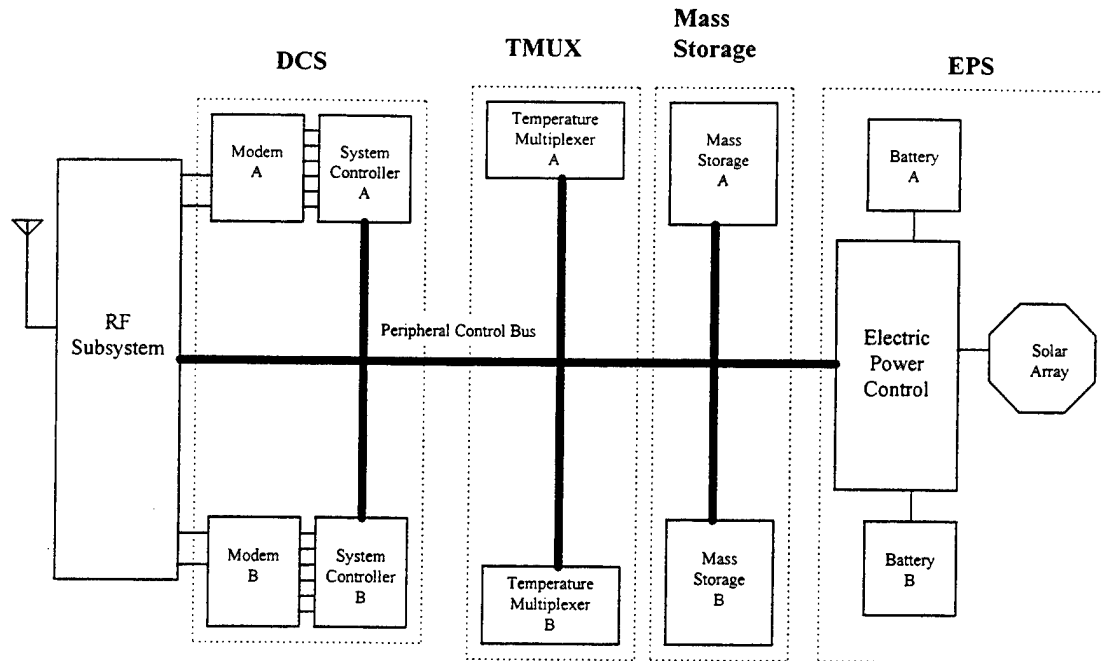 DCS
TMUX
Mass
Storage
EPS
Modem
A
System
Controller
A
Temperature
Multiplexer
A
Mass
Storage
A
Battery
A
RF
Subsystem
Peripheral Control Bus
Electric
Power
Control
Solar
Array
Modem
B
System
Controller
B
Temperature
Multiplexer
B
Mass
Storage
B
Battery
B